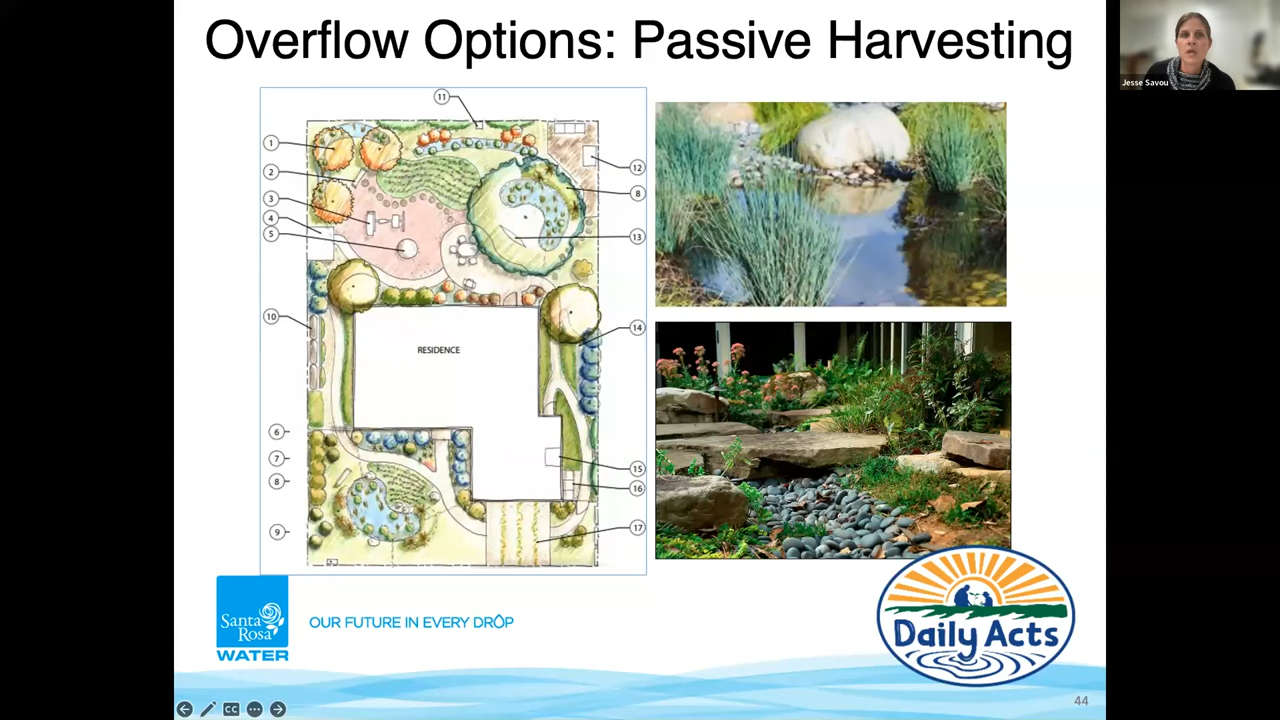 Overflow Options: Passive Harvesting
Jesse Savou
11
1
2
3
4
5
12
8
13
10
14
RESIDENCE
6
7
8
9
15
16
17
Santa
Rosa
WATER
OUR FUTURE IN EVERY DROP
Daily Acts
CC
44